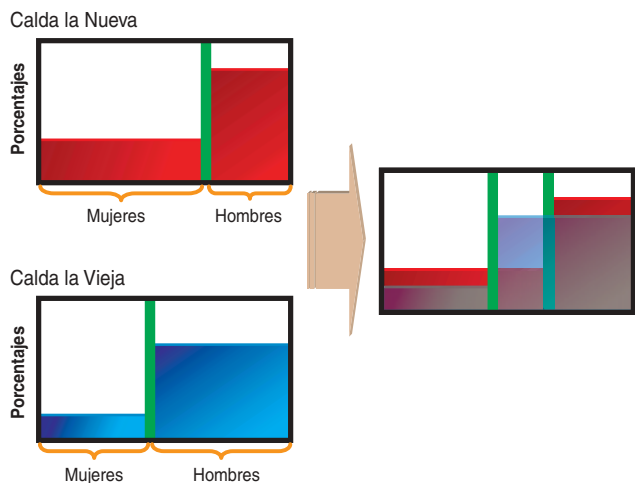 Calda la Nueva
Porcentajes
Mujeres
Hombres
Calda la Vieja
Porcentajes
Mujeres
Hombres